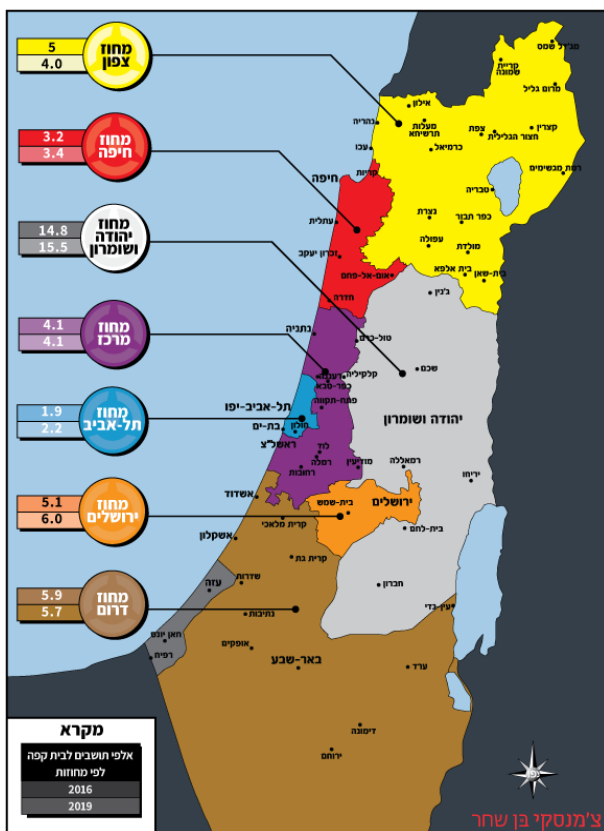 מחוז
צפון
5
4.0
מחוז
חיפה
3.2
3.4
מחוז
יהודה
ושומרון
14.8
15.5
מחוז
מרכז
4.1
4.1
מחוז
תל-אביב
1.9
2.2
מחוז
ירושלים
5.1
6.0
מחוז
דרום
5.9
5.7
מג'דל שמס
קריית
שמונה
מרום גליל
אילון
נהריה
מעלות
תרשיחא
צפת
חצור הגלילית
קצרין
כרמיאל
עכו
קריות
חיפה
רמת מגשימים
טבריה
נצרת
כפר תבור
עתלית
עפולה
מולדת
זכרון יעקב
אום-אל-פחם
בית אלפא
בית-שאן
ג'נין
חדרה
נתניה
טול-כרם
שכם
קלקיליה
רעננה
כפר-סבא
פתח-תקווה
תל-אביב-יפו
יהודה ושומרון
חולון
בת-ים
ראשל"צ
לוד
רמלה
רחובות
מודיעין
רמאללה
יריחו
אשדוד
ירושלים
בית-שמש
קרית מלאכי
בית-לחם
אשקלון
קרית גת
חברון
שדרות
עזה
עין-גדי
נתיבות
חאן יונס
רפיח
אופקים
באר-שבע
ערד
דימונה
ירוחם
מקרא
אלפי תושבים לבית קפה
לפי מחוזות
2016
2019
צ'מנסקי בן שחר